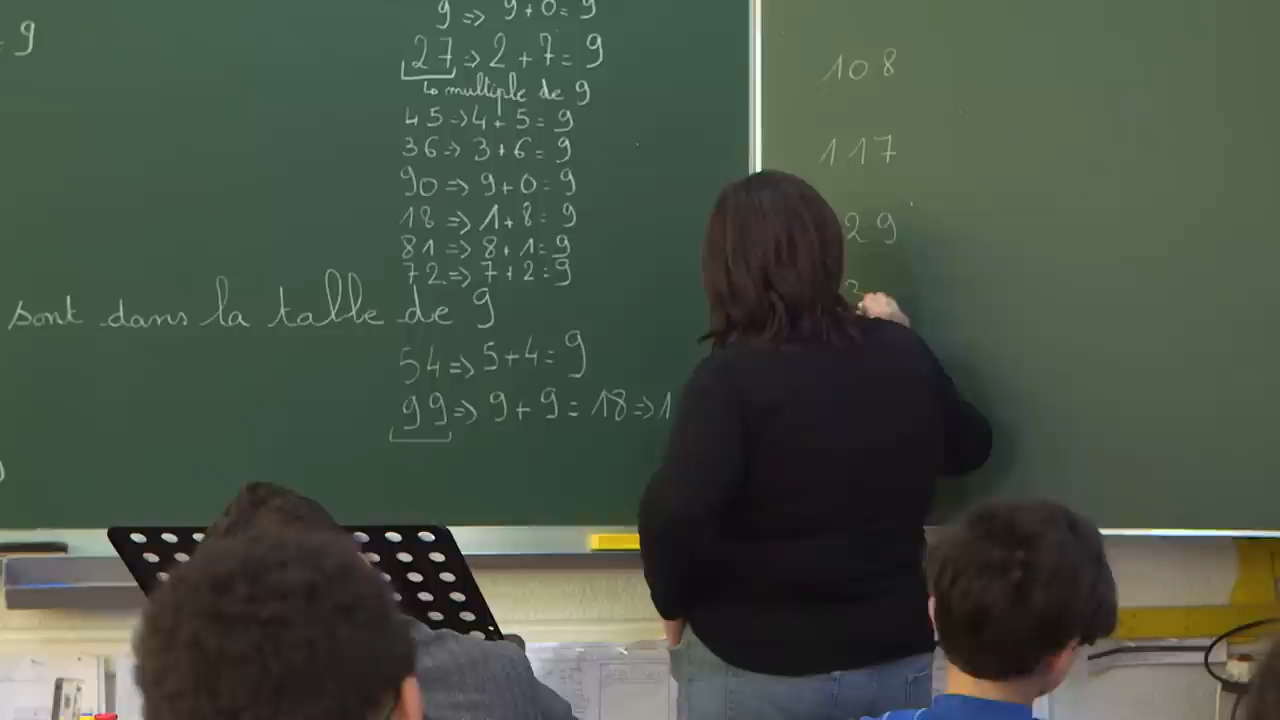 = 9
9 => 9+0= 9
27 => 2 + 7 = 9
↳ multiple de 9
45 => 4+ 5 = 9
36 => 3+6 = 9
90 => 9+0 = 9
18 => 1+8 = 9
81 => 8+1 = 9
72 => 7+2 = 9
sont dans la table de 9
54 => 5+4 = 9
99 => 9+9 = 18 => 1
108
117
29